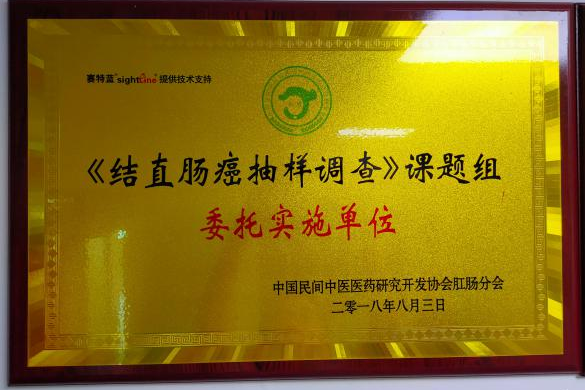 赛特蓝®sightLine®提供技术支持
《结直肠癌抽样调查》课题组
委托实施单位
中国民间中医医药研究开发协会肛肠分会
二零一八年八月三日